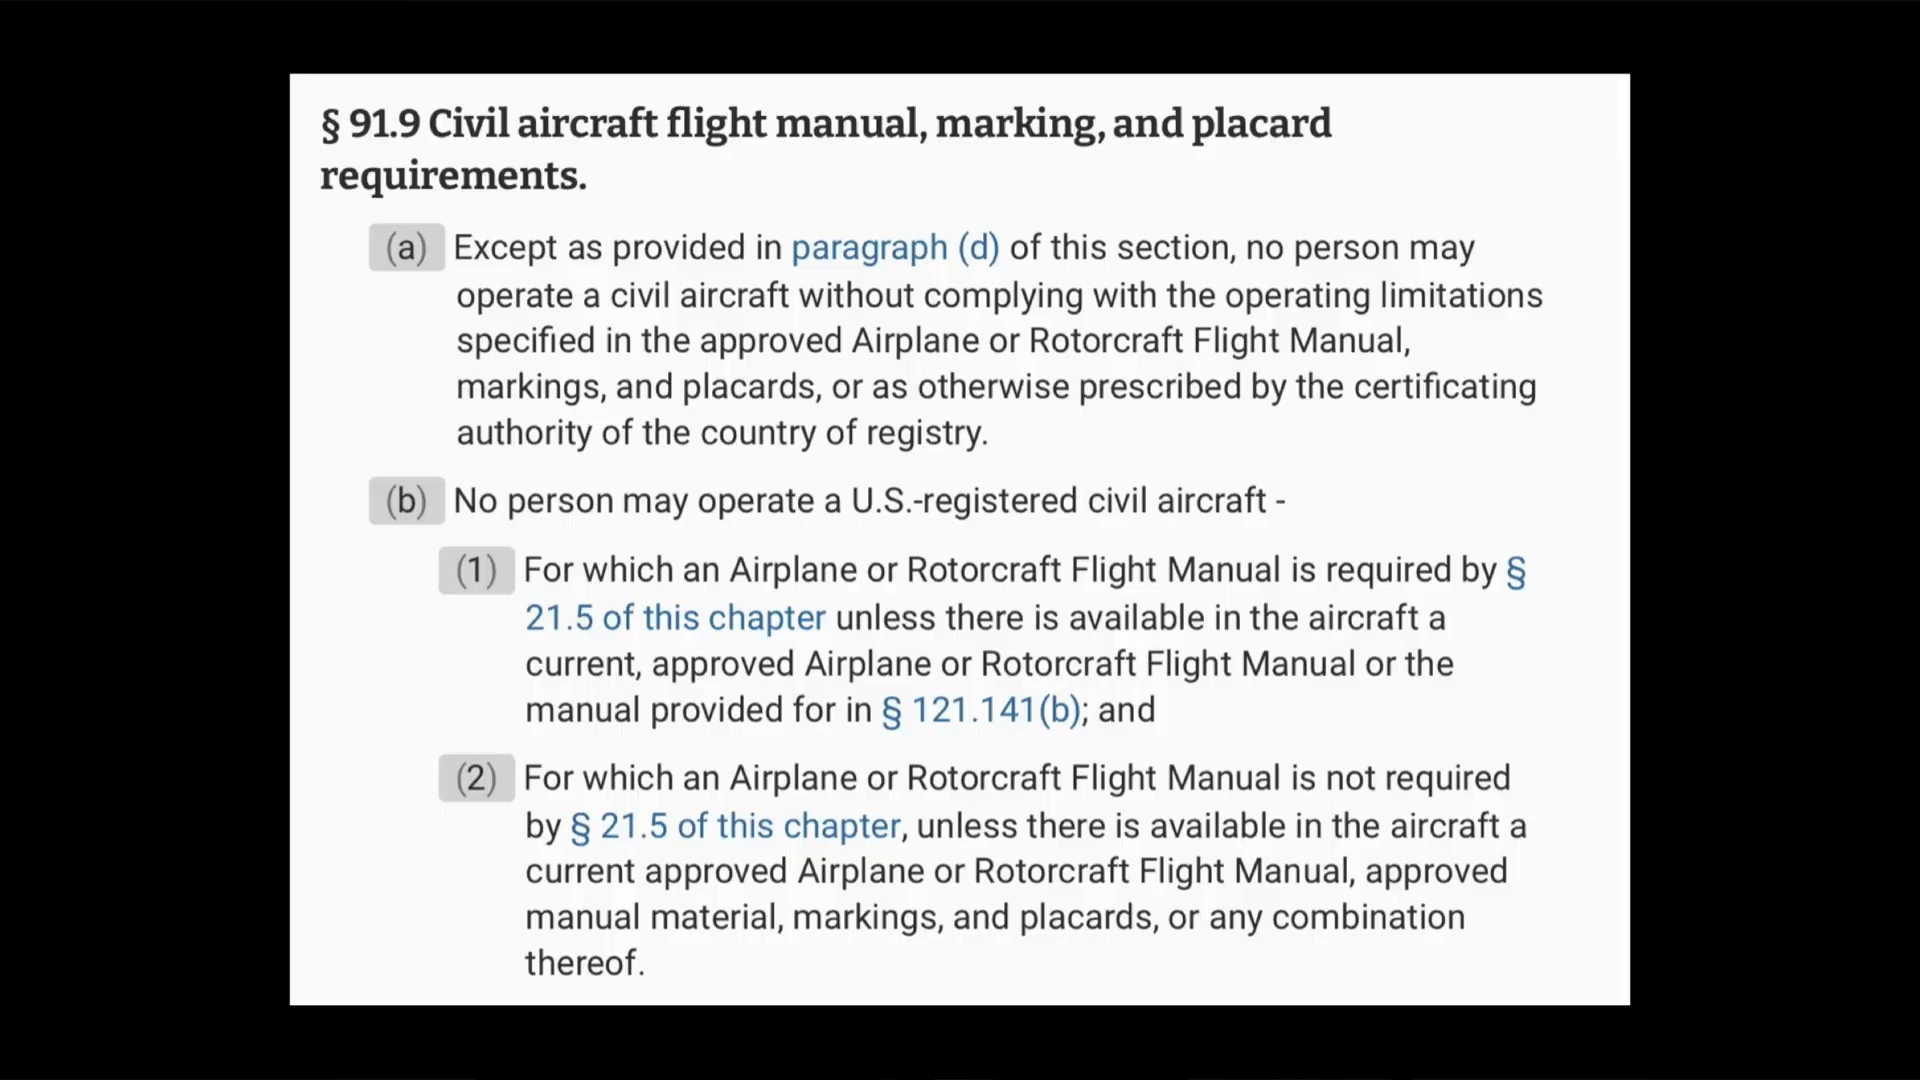 § 91.9 Civil aircraft flight manual, marking, and placard
requirements.
(a) Except as provided in paragraph (d) of this section, no person may
operate a civil aircraft without complying with the operating limitations
specified in the approved Airplane or Rotorcraft Flight Manual,
markings, and placards, or as otherwise prescribed by the certificating
authority of the country of registry.
(b) No person may operate a U.S.-registered civil aircraft -
(1) For which an Airplane or Rotorcraft Flight Manual is required by §
21.5 of this chapter unless there is available in the aircraft a
current, approved Airplane or Rotorcraft Flight Manual or the
manual provided for in § 121.141(b); and
(2) For which an Airplane or Rotorcraft Flight Manual is not required
by § 21.5 of this chapter, unless there is available in the aircraft a
current approved Airplane or Rotorcraft Flight Manual, approved
manual material, markings, and placards, or any combination
thereof.